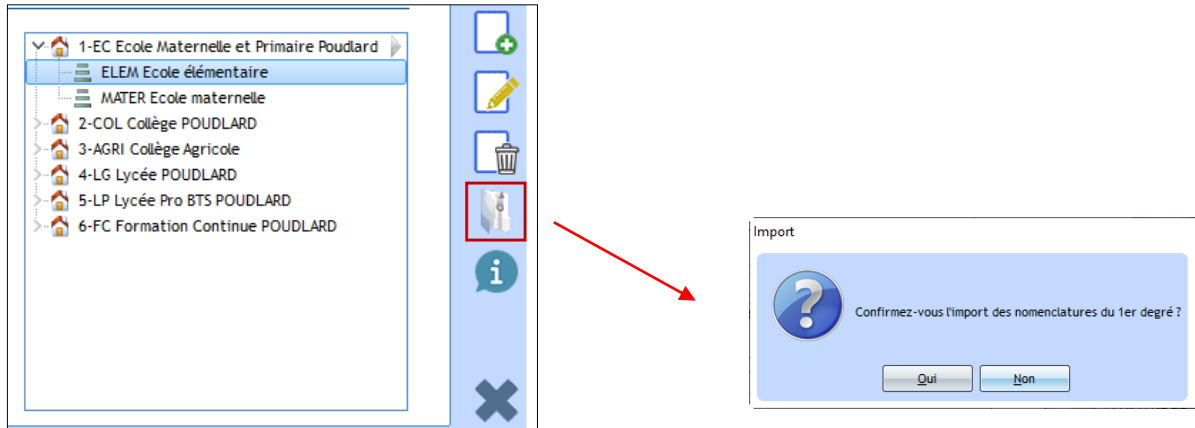 1-EC Ecole Maternelle et Primaire Poudlard
ELEM Ecole élémentaire
MATER Ecole maternelle
2-COL Collège POUDLARD
3-AGRI Collège Agricole
4-LG Lycée POUDLARD
5-LP Lycée Pro BTS POUDLARD
6-FC Formation Continue POUDLARD
i
Import
?
Confirmez-vous l'import des nomenclatures du 1er degré ?
Oui Non